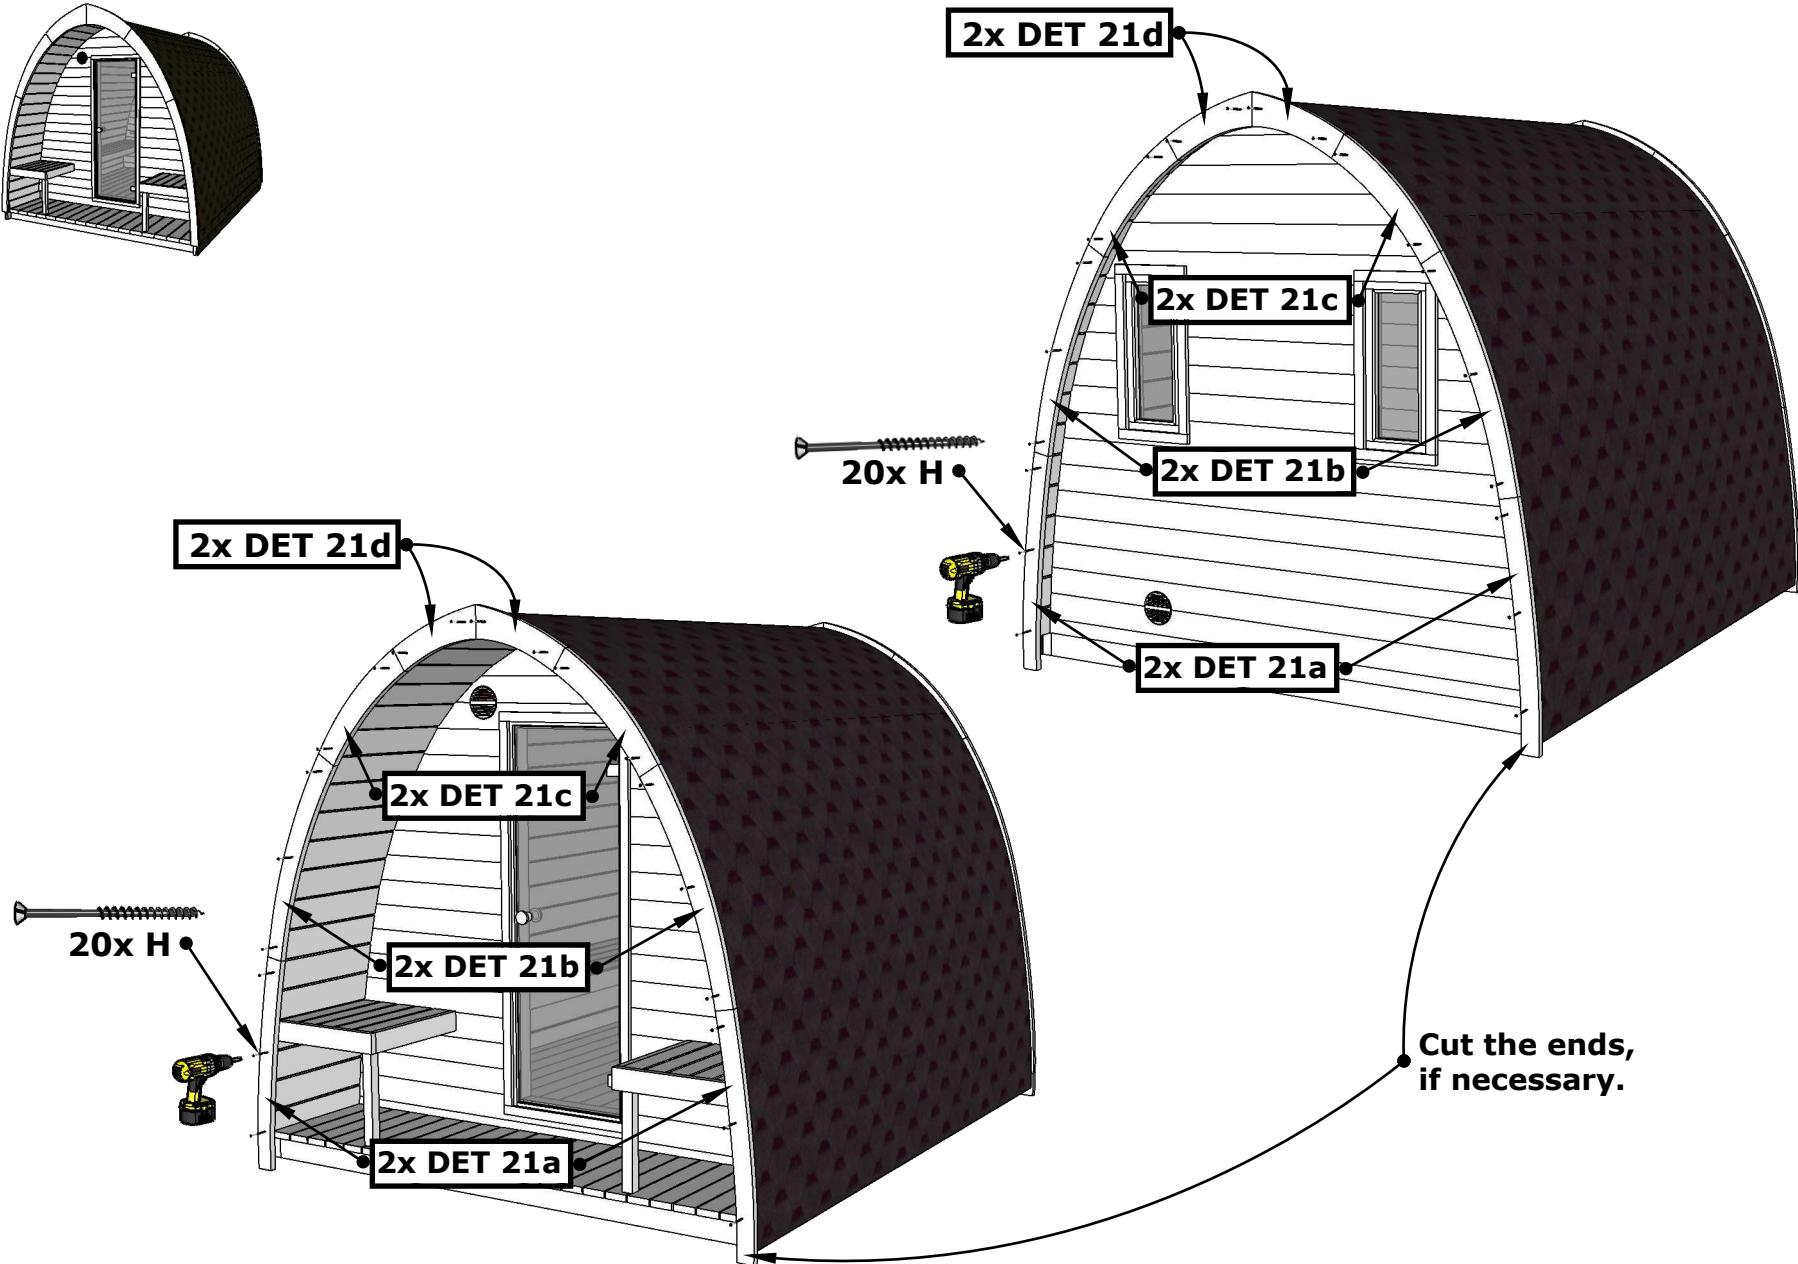 2x DET 21d
2x DET 21c
20x H
2x DET 21b
2x DET 21a
2x DET 21d
2x DET 21c
20x H
2x DET 21b
2x DET 21a
Cut the ends,
if necessary.